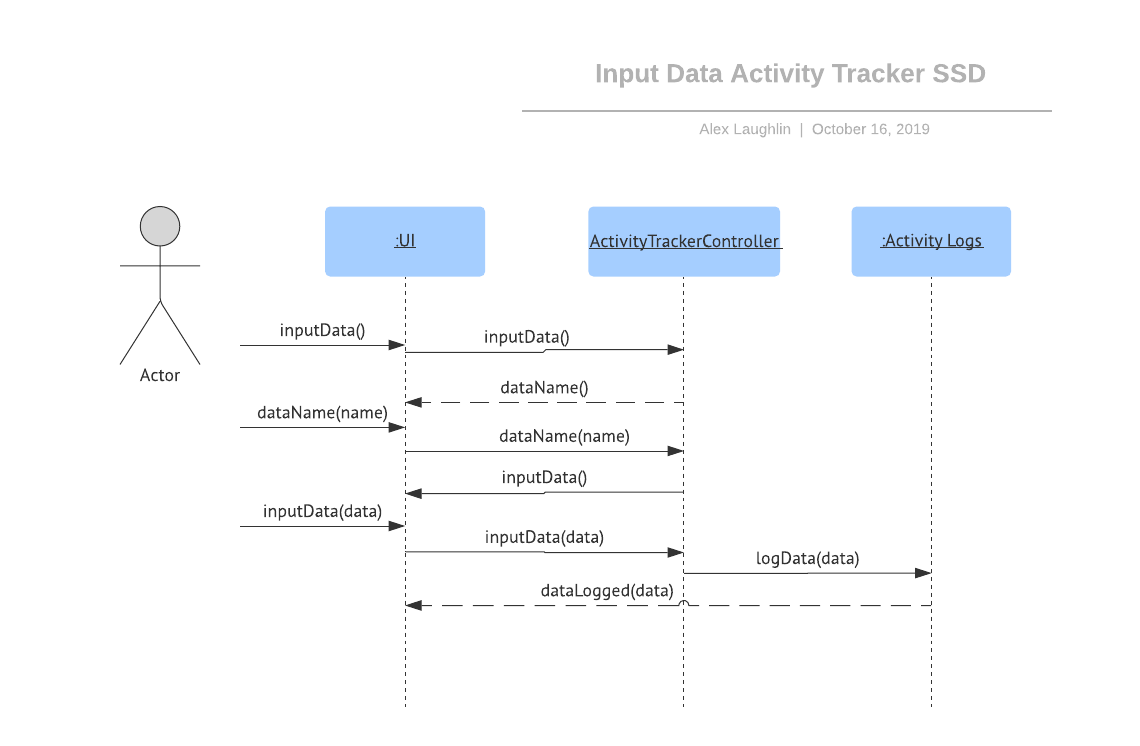 Input Data Activity Tracker SSD
Alex Laughlin | October 16, 2019
:UI
ActivityTrackerController
:Activity Logs
Actor
inputData()
inputData()
dataName()
dataName(name)
dataName(name)
inputData()
inputData(data)
inputData(data)
logData(data)
dataLogged(data)